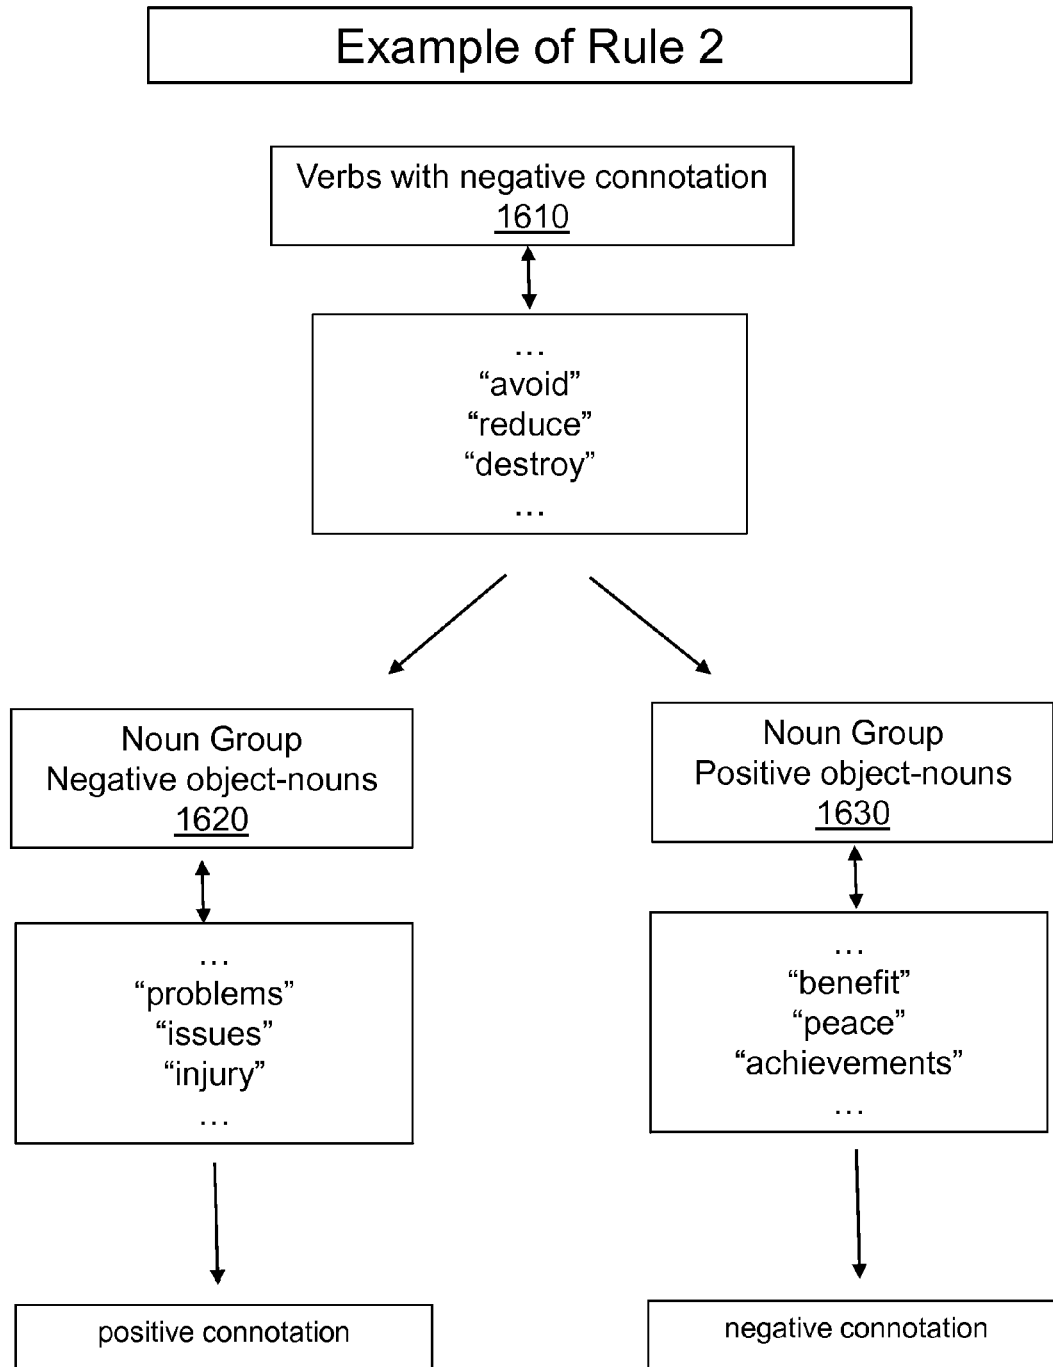 Example of Rule 2
Verbs with negative connotation
1610
...
“avoid”
“reduce”
“destroy”
...
Noun Group
Negative object-nouns
1620
...
“problems”
“issues”
“injury”
...
positive connotation
Noun Group
Positive object-nouns
1630
...
“benefit”
“peace”
“achievements”
...
negative connotation